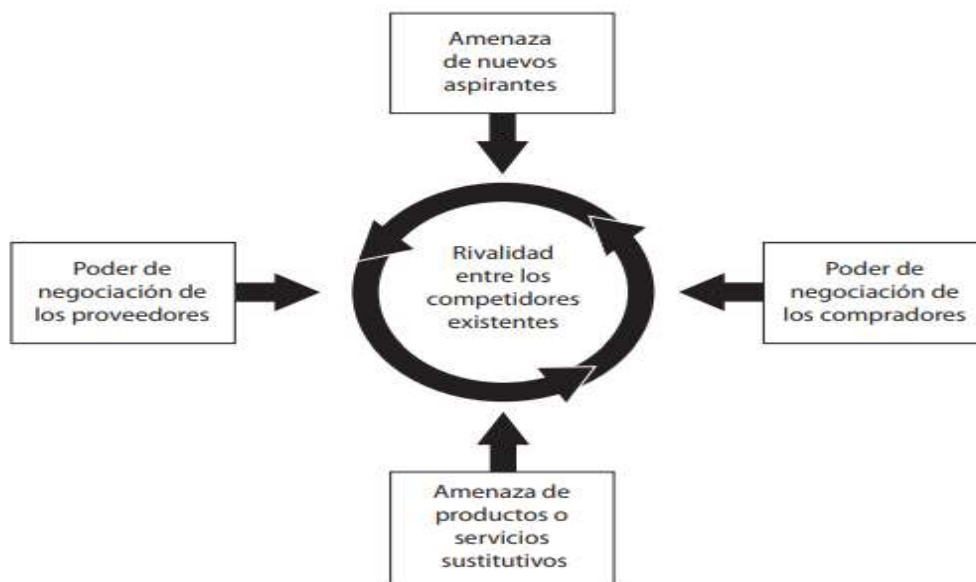 Amenaza
de nuevos
aspirantes
Poder de
negociación de
los proveedores
Rivalidad
entre los
competidores
existentes
Poder de
negociación de
los compradores
Amenaza de
productos o
servicios
sustitutivos